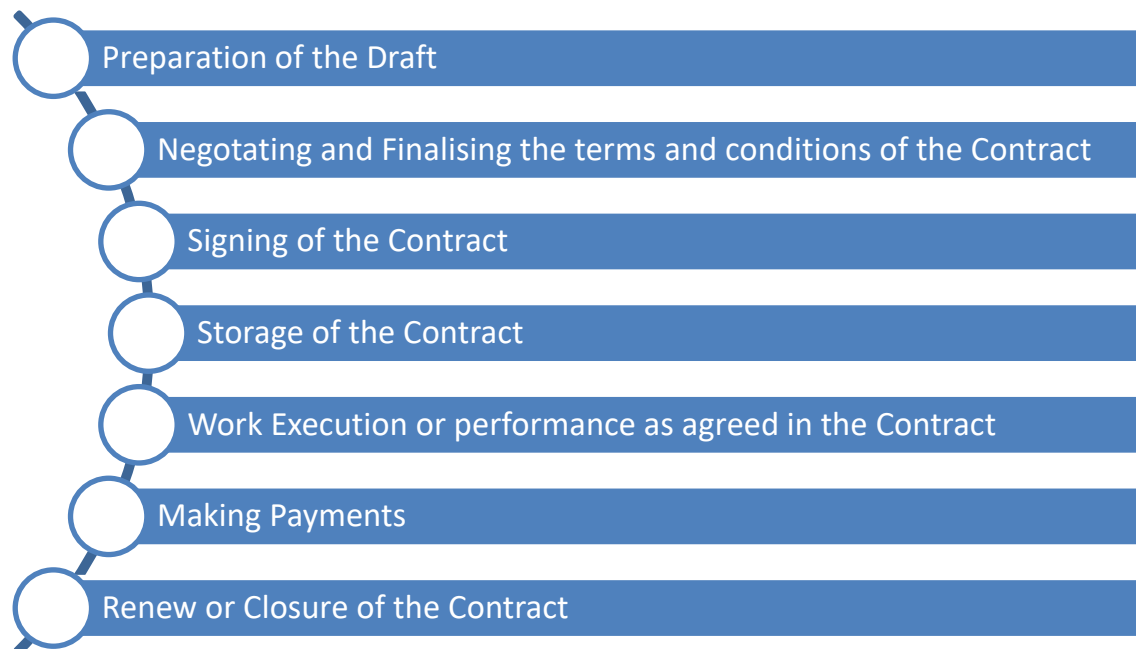 Preparation of the Draft
Negotating and Finalising the terms and conditions of the Contract
Signing of the Contract
Storage of the Contract
Work Execution or performance as agreed in the Contract
Making Payments
Renew or Closure of the Contract